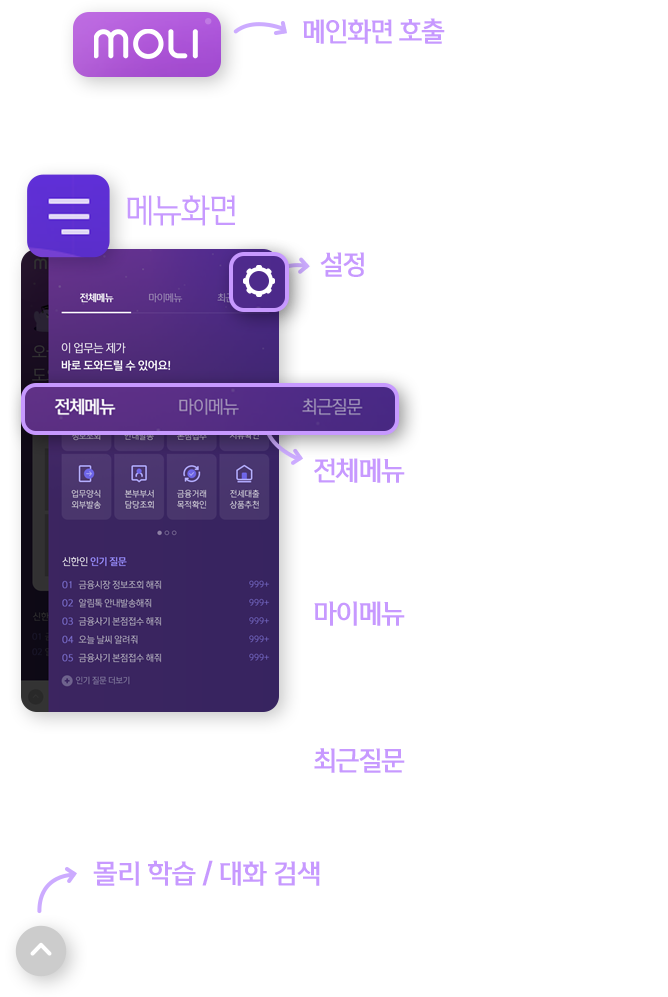 MOLI
메인화면 호출
메뉴화면
설정
전체메뉴
마이메뉴
이 업무는 제가
바로 도와드릴 수 있어요!
전체메뉴
마이메뉴
최근질문
전체메뉴
업무양식
외부발송
본부부서
담당조회
금융거래
목적확인
전세대출
상품추천
신한인 인기 질문
01 금융시장 정보조회 해줘 999+
02 알림톡 안내발송해줘 999+
03 금융사기 본점접수 해줘 999+
04 오늘 날씨 알려줘 999+
05 금융사기 본점접수 해줘 999+
인기 질문 더보기
마이메뉴
최근질문
몰리 학습 / 대화 검색